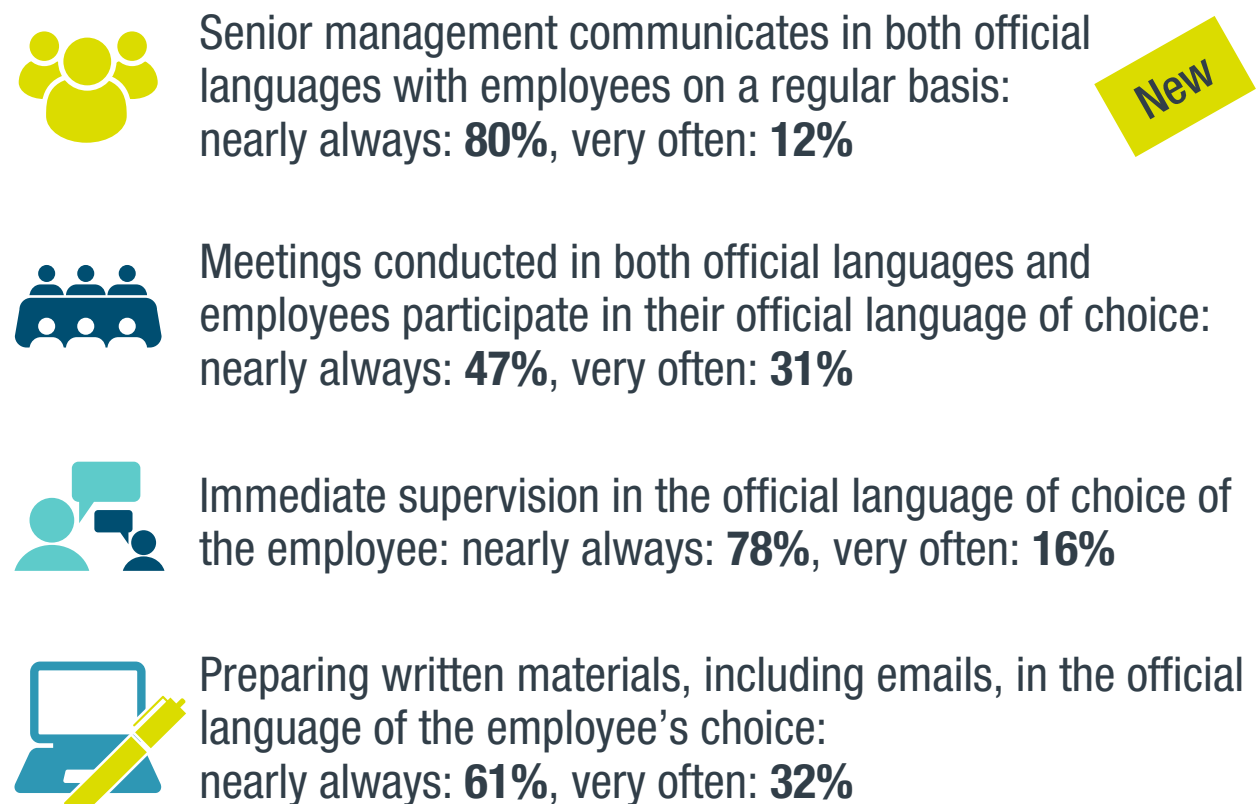 Senior management communicates in both official
languages with employees on a regular basis:
nearly always: 80%, very often: 12%
New
Meetings conducted in both official languages and
employees participate in their official language of choice:
nearly always: 47%, very often: 31%
Immediate supervision in the official language of choice of
the employee: nearly always: 78%, very often: 16%
Preparing written materials, including emails, in the official
language of the employee’s choice:
nearly always: 61%, very often: 32%